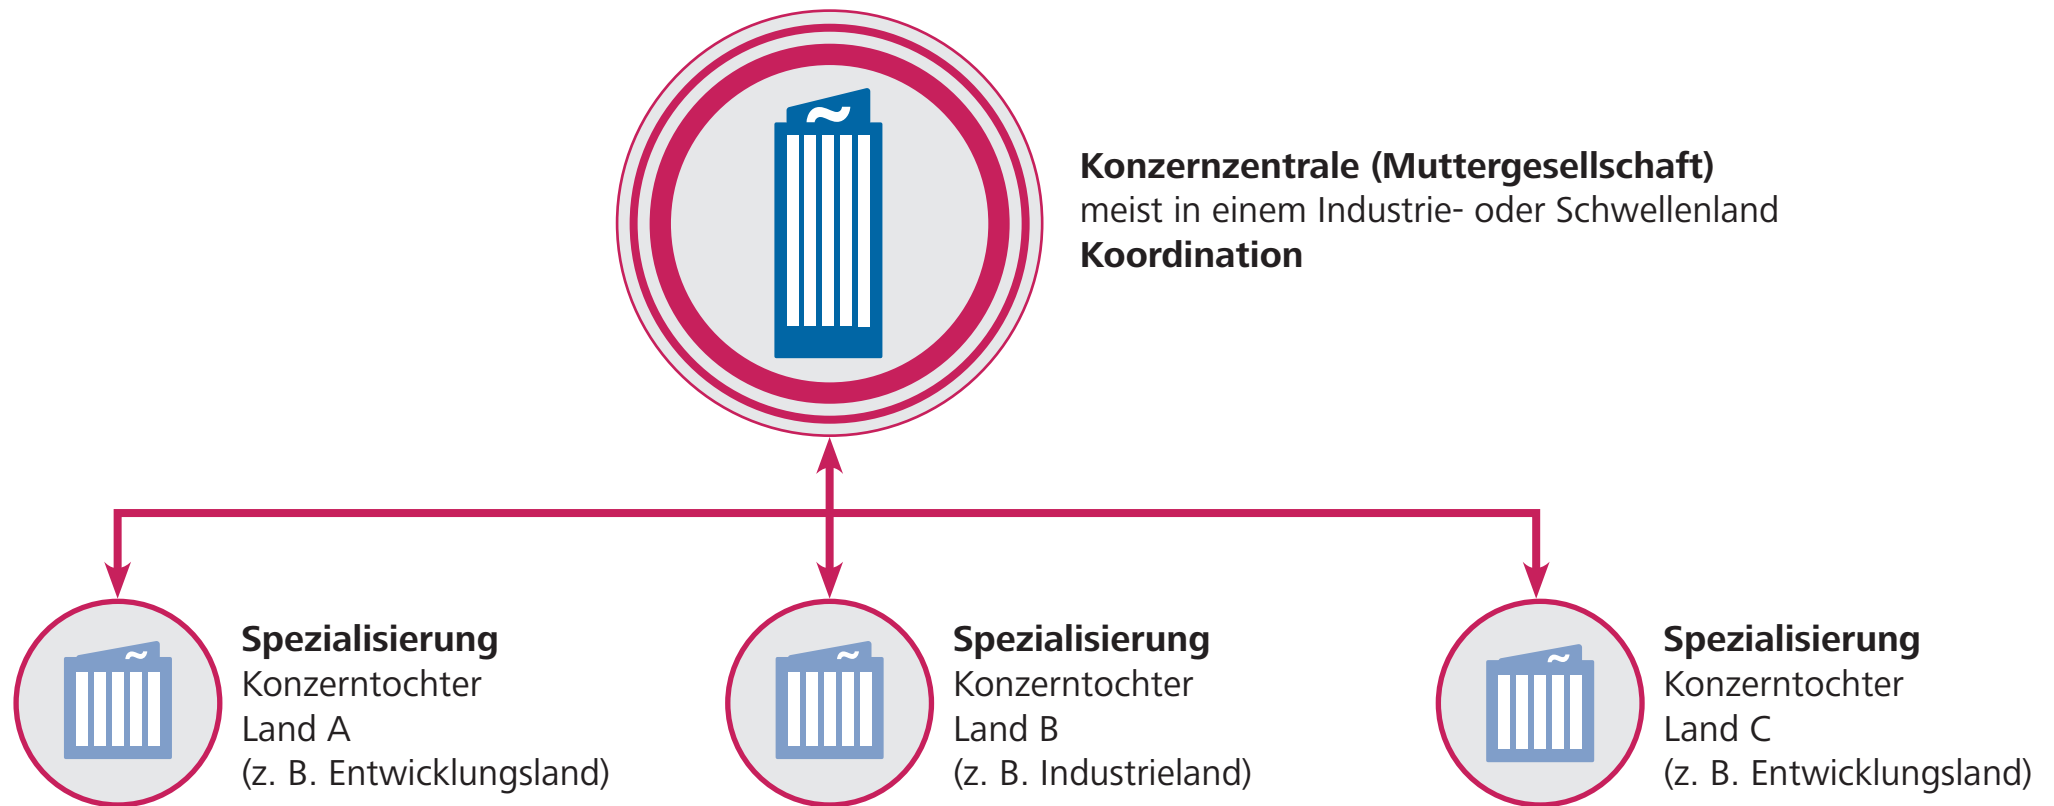 Konzernzentrale (Muttergesellschaft)
meist in einem Industrie- oder Schwellenland
Koordination
Spezialisierung
Konzerntochter
Land A
(z. B. Entwicklungsland)
Spezialisierung
Konzerntochter
Land B
(z. B. Industrieland)
Spezialisierung
Konzerntochter
Land C
(z. B. Entwicklungsland)